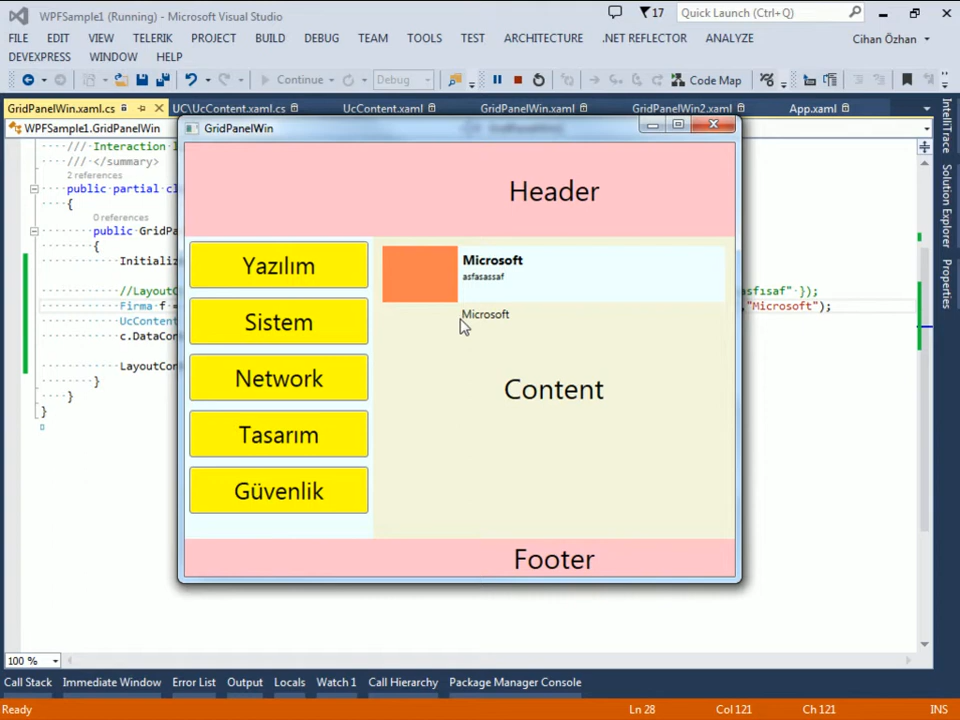 WPFSample1 (Running) - Microsoft Visual Studio
17
Quick Launch (Ctrl+Q)
FILE EDIT VIEW TELERIK PROJECT BUILD DEBUG TEAM TOOLS TEST ARCHITECTURE .NET REFLECTOR ANALYZE
Cihan Özhan
DEVEXPRESS WINDOW HELP
Continue Debug Code Map
GridPanelWin.xaml.cs UC\UcContent.xaml.cs UcContent.xaml GridPanelWin.xaml GridPanelWin2.xaml App.xaml
WPFSample1.GridPanelWin
GridPanelWin
/// Interaction l
/// </summary>
2 references
public partial cl
{
0 references
public GridPa
{
Initializ
//LayoutC
asfısaf" });
Firma f =
,"Microsoft");
UcContent
c.DataCon
LayoutCon
}
}
}
Header
Yazılım
Sistem
Network
Tasarım
Güvenlik
Microsoft
asfasassaf
Microsoft
Content
Footer
IntelliTrace
Solution Explorer
Properties
100 %
Call Stack Immediate Window Error List Output Locals Watch 1 Call Hierarchy Package Manager Console
Ready Ln 28 Col 121 Ch 121 INS